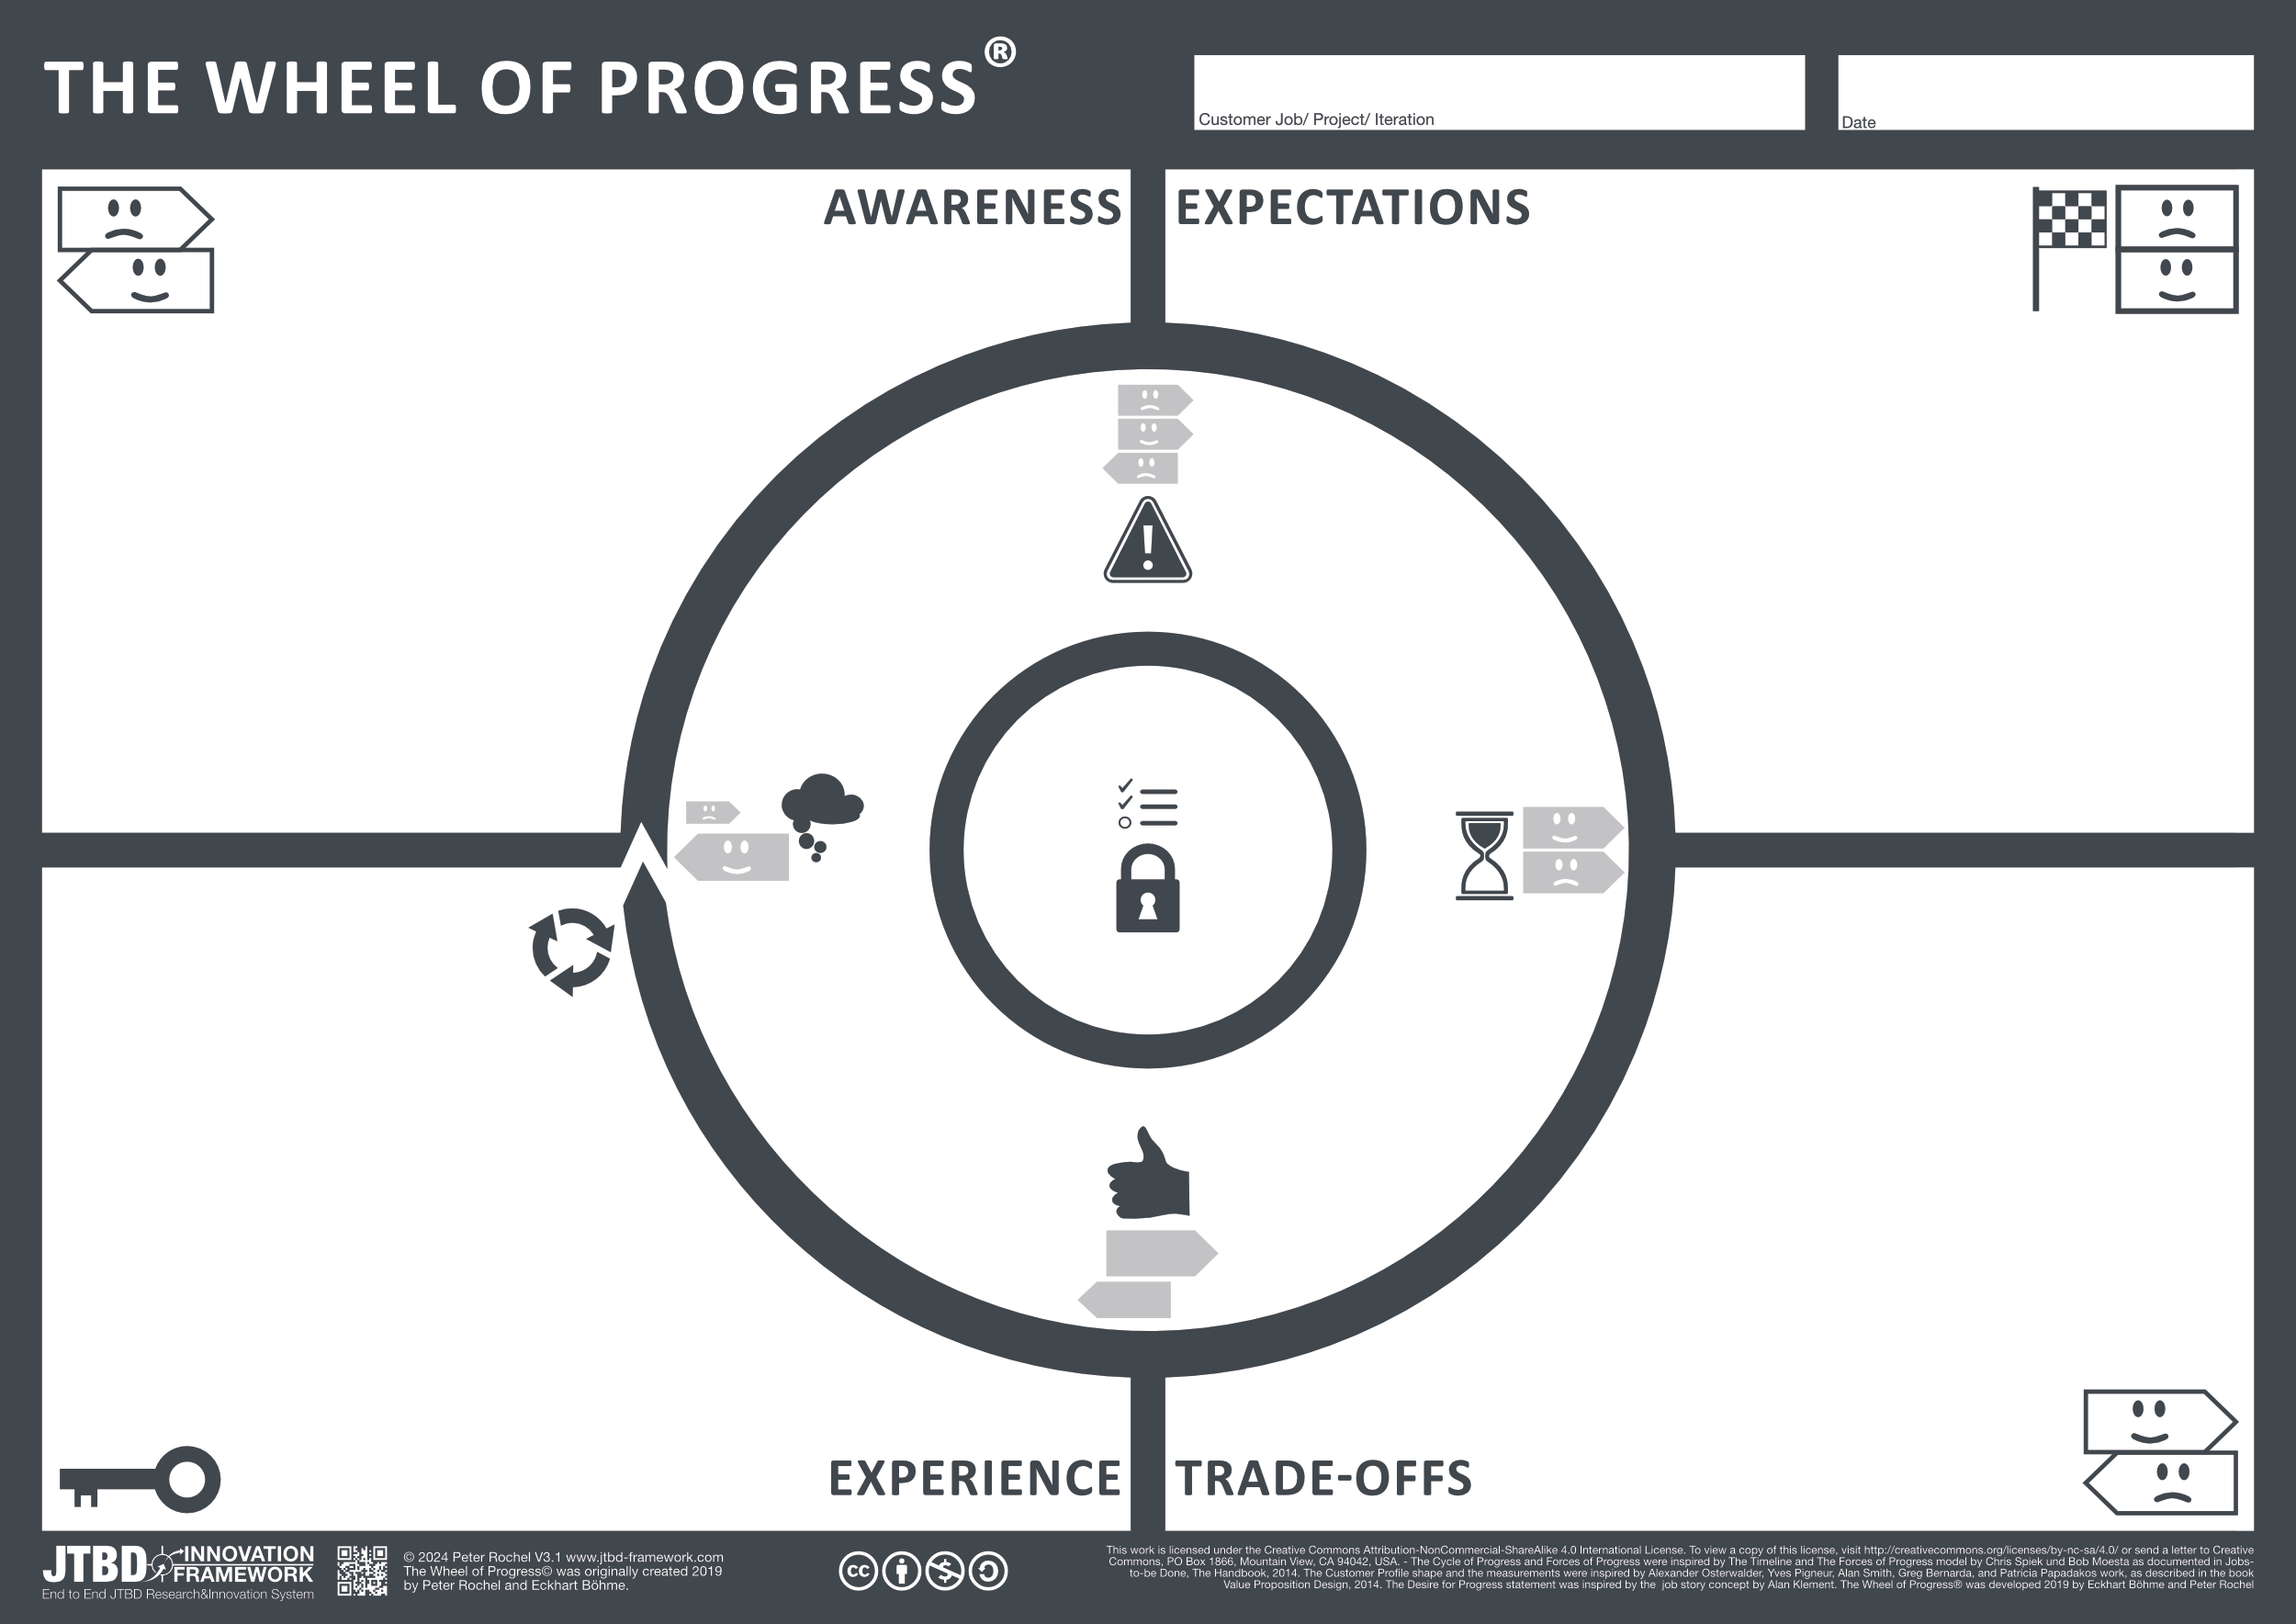 THE WHEEL OF PROGRESS®
Customer Job/ Project/ Iteration
Date
AWARENESS
EXPECTATIONS
EXPERIENCE
TRADE-OFFS
JTBD INNOVATION FRAMEWORK
End to End JTBD Research&Innovation System
© 2024 Peter Rochel V3.1 www.jtbd-framework.com
The Wheel of Progress© was originally created 2019
by Peter Rochel and Eckhart Böhme.
cc
This work is licensed under the Creative Commons Attribution-NonCommercial-ShareAlike 4.0 International License. To view a copy of this license, visit http://creativecommons.org/licenses/by-nc-sa/4.0/ or send a letter to Creative
Commons, PO Box 1866, Mountain View, CA 94042, USA. - The Cycle of Progress and Forces of Progress were inspired by The Timeline and The Forces of Progress model by Chris Spiek und Bob Moesta as documented in Jobs-
to-be Done, The Handbook, 2014. The Customer Profile shape and the measurements were inspired by Alexander Osterwalder, Yves Pigneur, Alan Smith, Greg Bernarda, and Patricia Papadakos work, as described in the book
Value Proposition Design, 2014. The Desire for Progress statement was inspired by the job story concept by Alan Klement. The Wheel of Progress® was developed 2019 by Eckhart Böhme and Peter Rochel